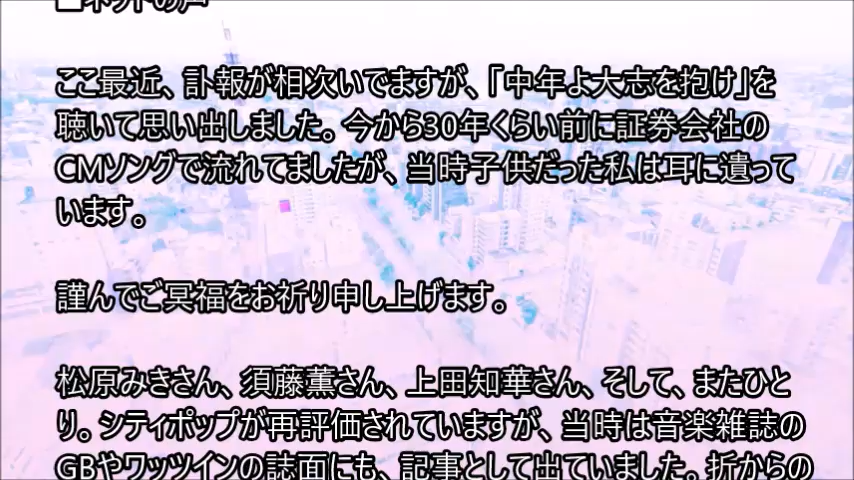 ■ネットの声
ここ最近、訃報が相次いでますが、「中年よ大志を抱け」を
聴いて思い出しました。今から30年くらい前に証券会社の
CMソングで流れてましたが、当時子供だった私は耳に遺って
います。
謹んでご冥福をお祈り申し上げます。
松原みきさん、須藤薫さん、上田知華さん、そして、またひと
り。シティポップが再評価されていますが、当時は音楽雑誌の
GBやワッツインの誌面にも、記事として出ていました。折からの